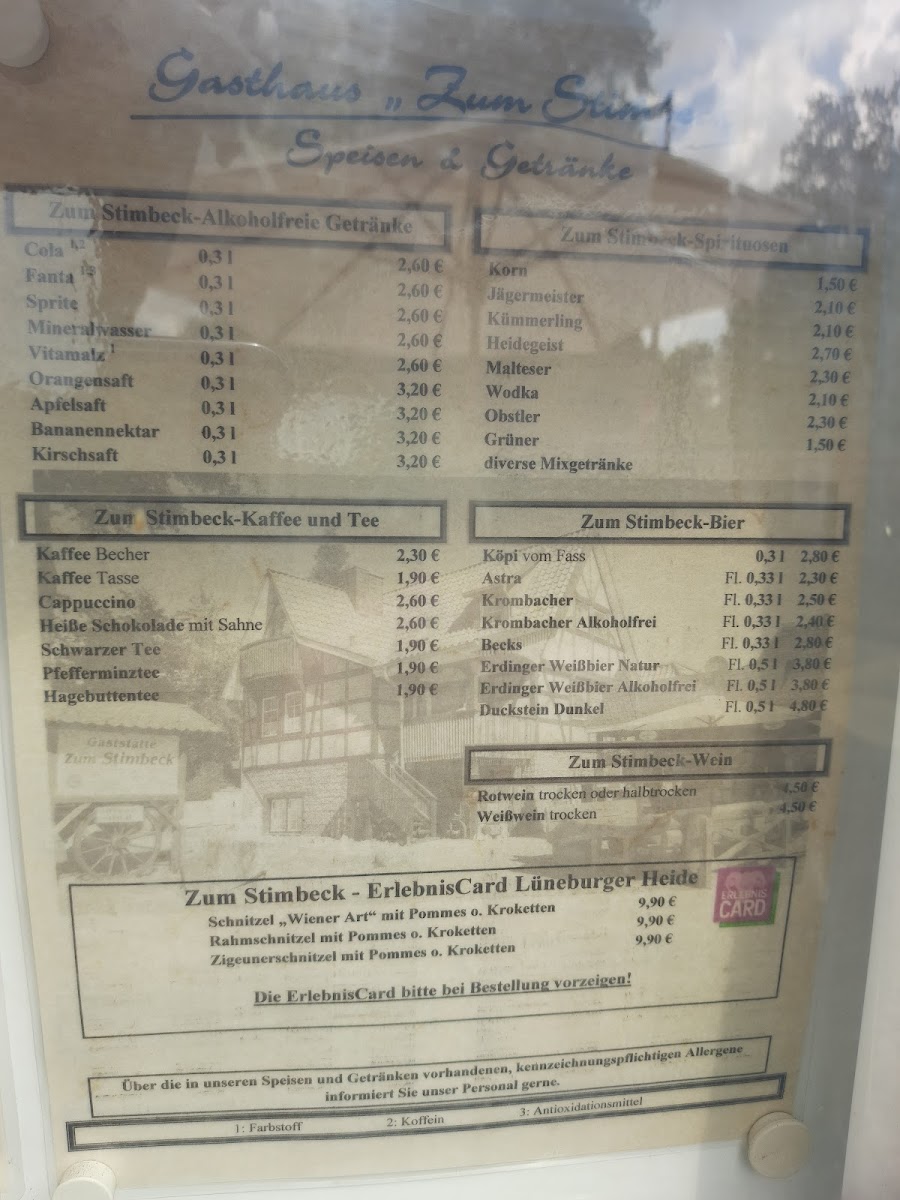 Gasthaus „Zum
Speisen & Getränke
Zum Stimbeck-Alkoholfreie Getränke
Cola 1,2 0,3 l 2,60 €
Fanta 0,3 l 2,60 €
Sprite 0,3 l 2,60 €
Mineralwasser 0,3 l 2,60 €
Vitamalz 1 0,3 l 2,60 €
Orangensaft 0,3 l 3,20 €
Apfelsaft 0,3 l 3,20 €
Bananennektar 0,3 l 3,20 €
Kirschsaft 0,3 l 3,20 €
Zum Stimbeck-Spirituosen
Korn 1,50 €
Jägermeister 2,10 €
Kümmerling 2,10 €
Heidegeist 2,70 €
Malteser 2,30 €
Wodka 2,10 €
Obstler 2,30 €
Grüner 1,50 €
diverse Mixgetränke
Zum Stimbeck-Kaffee und Tee
Kaffee Becher 2,30 €
Kaffee Tasse 1,90 €
Cappuccino 2,60 €
Heiße Schokolade mit Sahne 2,60 €
Schwarzer Tee 1,90 €
Pfefferminztee 1,90 €
Hagebuttentee 1,90 €
Zum Stimbeck-Bier
Köpi vom Fass 0,3 l 2,80 €
Astra Fl. 0,33 l 2,30 €
Krombacher Fl. 0,33 l 2,50 €
Krombacher Alkoholfrei Fl. 0,33 l 2,40 €
Becks Fl. 0,33 l 2,80 €
Erdinger Weißbier Natur Fl. 0,5 l 3,80 €
Erdinger Weißbier Alkoholfrei Fl. 0,5 l 3,80 €
Duckstein Dunkel Fl. 0,5 l 4,80 €
Gaststätte
Zum Stimbeck
Zum Stimbeck-Wein
Rotwein trocken oder halbtrocken 4,50 €
Weißwein trocken 4,50 €
Zum Stimbeck - ErlebnisCard Lüneburger Heide
ERLEBNIS
CARD
Schnitzel „Wiener Art“ mit Pommes o. Kroketten 9,90 €
Rahmschnitzel mit Pommes o. Kroketten 9,90 €
Zigeunerschnitzel mit Pommes o. Kroketten 9,90 €
Die ErlebnisCard bitte bei Bestellung vorzeigen!
Über die in unseren Speisen und Getränken vorhandenen, kennzeichnungspflichtigen Allergene
informiert Sie unser Personal gerne.
1: Farbstoff 2: Koffein 3: Antioxidationsmittel